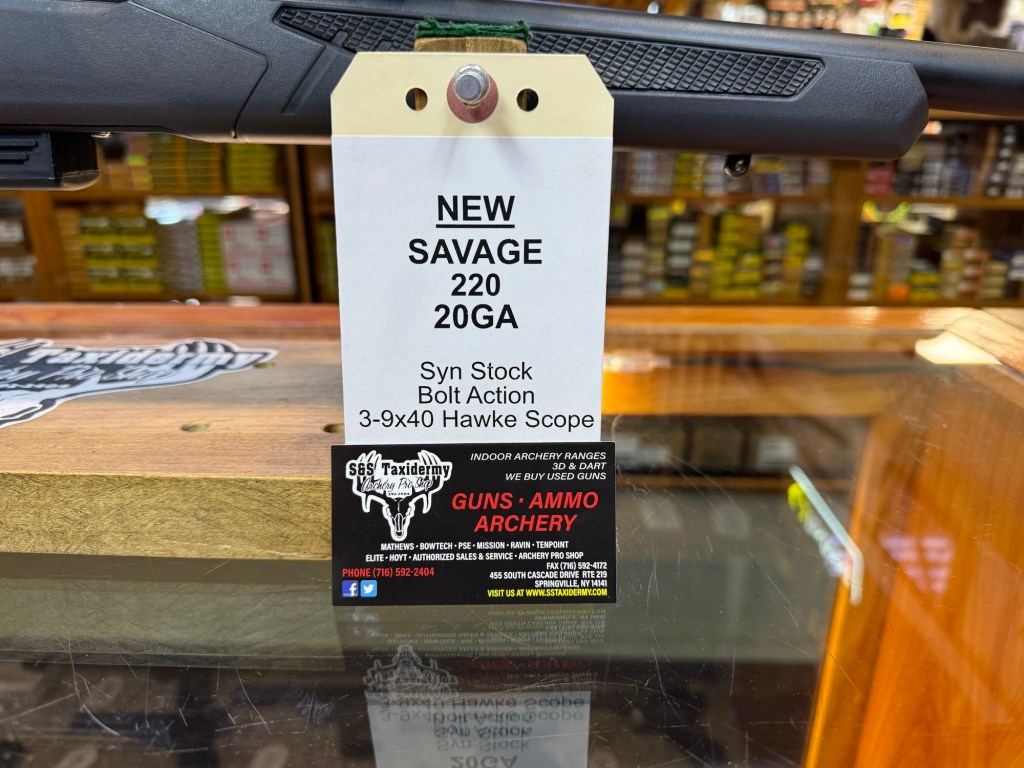 NEW
SAVAGE
220
20GA
Syn Stock
Bolt Action
3-9x40 Hawke Scope
S&S Taxidermy
Archery Pro Shop
INDOOR ARCHERY RANGES
3D & DART
WE BUY USED GUNS
GUNS · AMMO
ARCHERY
MATHEWS · BOWTECH · PSE · MISSION · RAVIN · TENPOINT
ELITE · HOYT · AUTHORIZED SALES & SERVICE · ARCHERY PRO SHOP
PHONE (716) 592-2404
FAX (716) 592-4172
455 SOUTH CASCADE DRIVE RTE 219
SPRINGVILLE, NY 14141
VISIT US AT WWW.SSTAXIDERMY.COM
Taxidermy